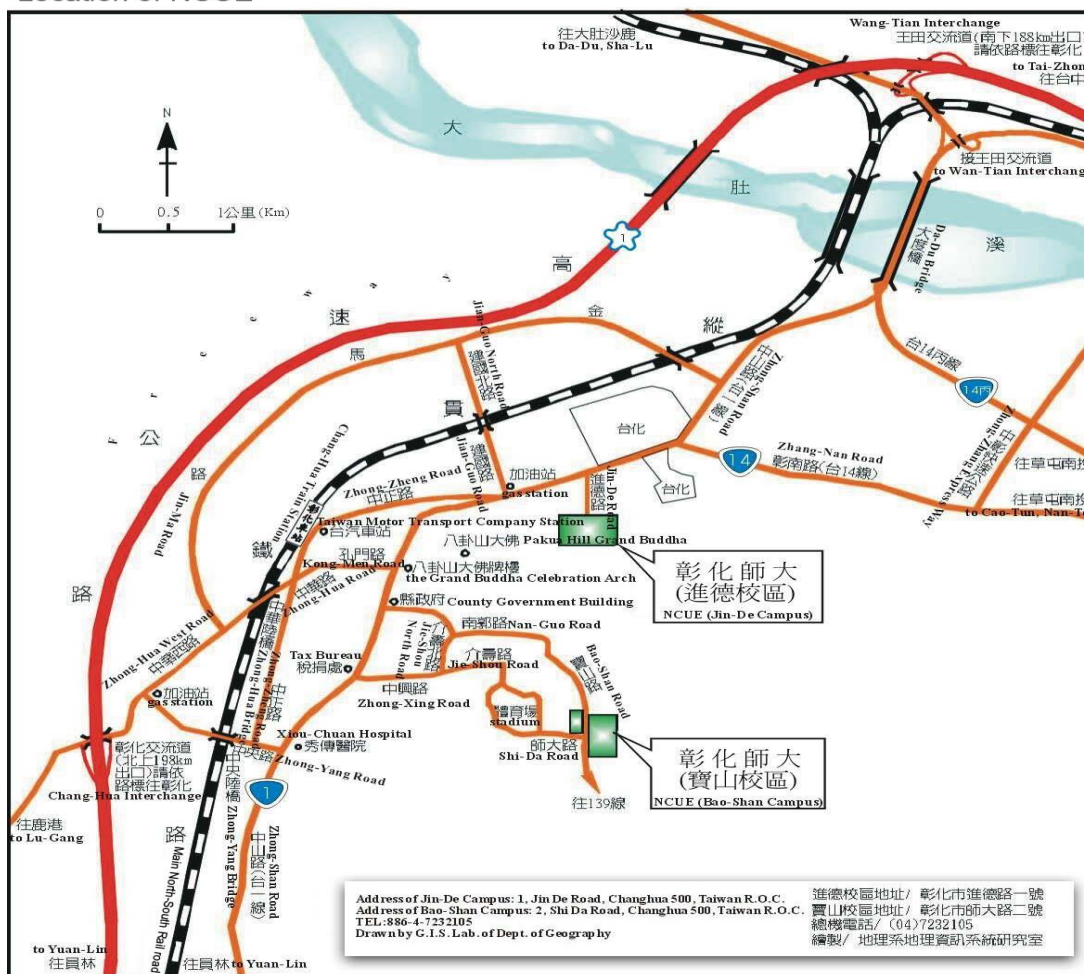 Location of NCUE
Wang-Tian Interchange
王田交流道(南下188km出口)
請依路標往彰化
往大肚沙鹿
to Da-Du, Sha-Lu
to Tai-Zhon
往台中
N
大
肚
溪
接王田交流道
to Wan-Tian Interchang
0 0.5 1公里(Km)
1
Da-Du Bridge
大度橋
高
速
公
路
Freeway
金
馬
路
Jin-Ma Road
Jian-Guo North Road
建國北路
縱
貫
鐵
路
Main North-South Rail road
台14丙線
14丙
中山路(台1線)
Zhong-Shan Road
台化
台化
Zhang-Nan Road
彰南路(台14線)
14
Zhong-Zhang Express Way
往草屯南投
往草屯南投
to Cao-Tun, Nan-To
Chang-Hua Train Station
彰化車站
Zhong-Zheng Road
中正路
Jian-Guo Road
建國路
加油站
gas station
Jin-De Road
進德路
Taiwan Motor Transport Company Station
台汽車站
八卦山大佛 Pakua Hill Grand Buddha
孔門路
Kong-Men Road
八卦山大佛牌樓
the Grand Buddha Celebration Arch
中華路
Zhong-Hua Road
縣政府 County Government Building
彰化師大
(進德校區)
NCUE (Jin-De Campus)
Zhong-Hua West Road
中華西路
中華陸橋
Zhong-Hua Bridge
Zhong-Zheng Road
中正路
介壽北路
Jie-Shou North Road
南郭路 Nan-Guo Road
Tax Bureau
稅捐處
介壽路
Jie-Shou Road
寶山路
Bao-Shan Road
中興路
Zhong-Xing Road
加油站
gas station
體育場
stadium
Xiou-Chuan Hospital
秀傳醫院
師大路
Shi-Da Road
彰化師大
(寶山校區)
NCUE (Bao-Shan Campus)
彰化交流道
(北上198km
出口)請依
路標往彰化
Chang-Hua Interchange
中央路
Zhong-Yang Road
中央陸橋
Zhong-Yang Bridge
1
往139線
往鹿港
to Lu-Gang
Zhong-Shan Road
中山路(台一線)
to Yuan-Lin
往員林
往員林 to Yuan-Lin
Address of Jin-De Campus: 1, Jin De Road, Changhua 500, Taiwan R.O.C.
Address of Bao-Shan Campus: 2, Shi Da Road, Changhua 500, Taiwan R.O.C.
TEL:886-4-7232105
Drawn by G.I.S. Lab. of Dept. of Geography
進德校區地址/ 彰化市進德路一號
寶山校區地址/ 彰化市師大路二號
總機電話/ (04)7232105
繪製/ 地理系地理資訊系統研究室